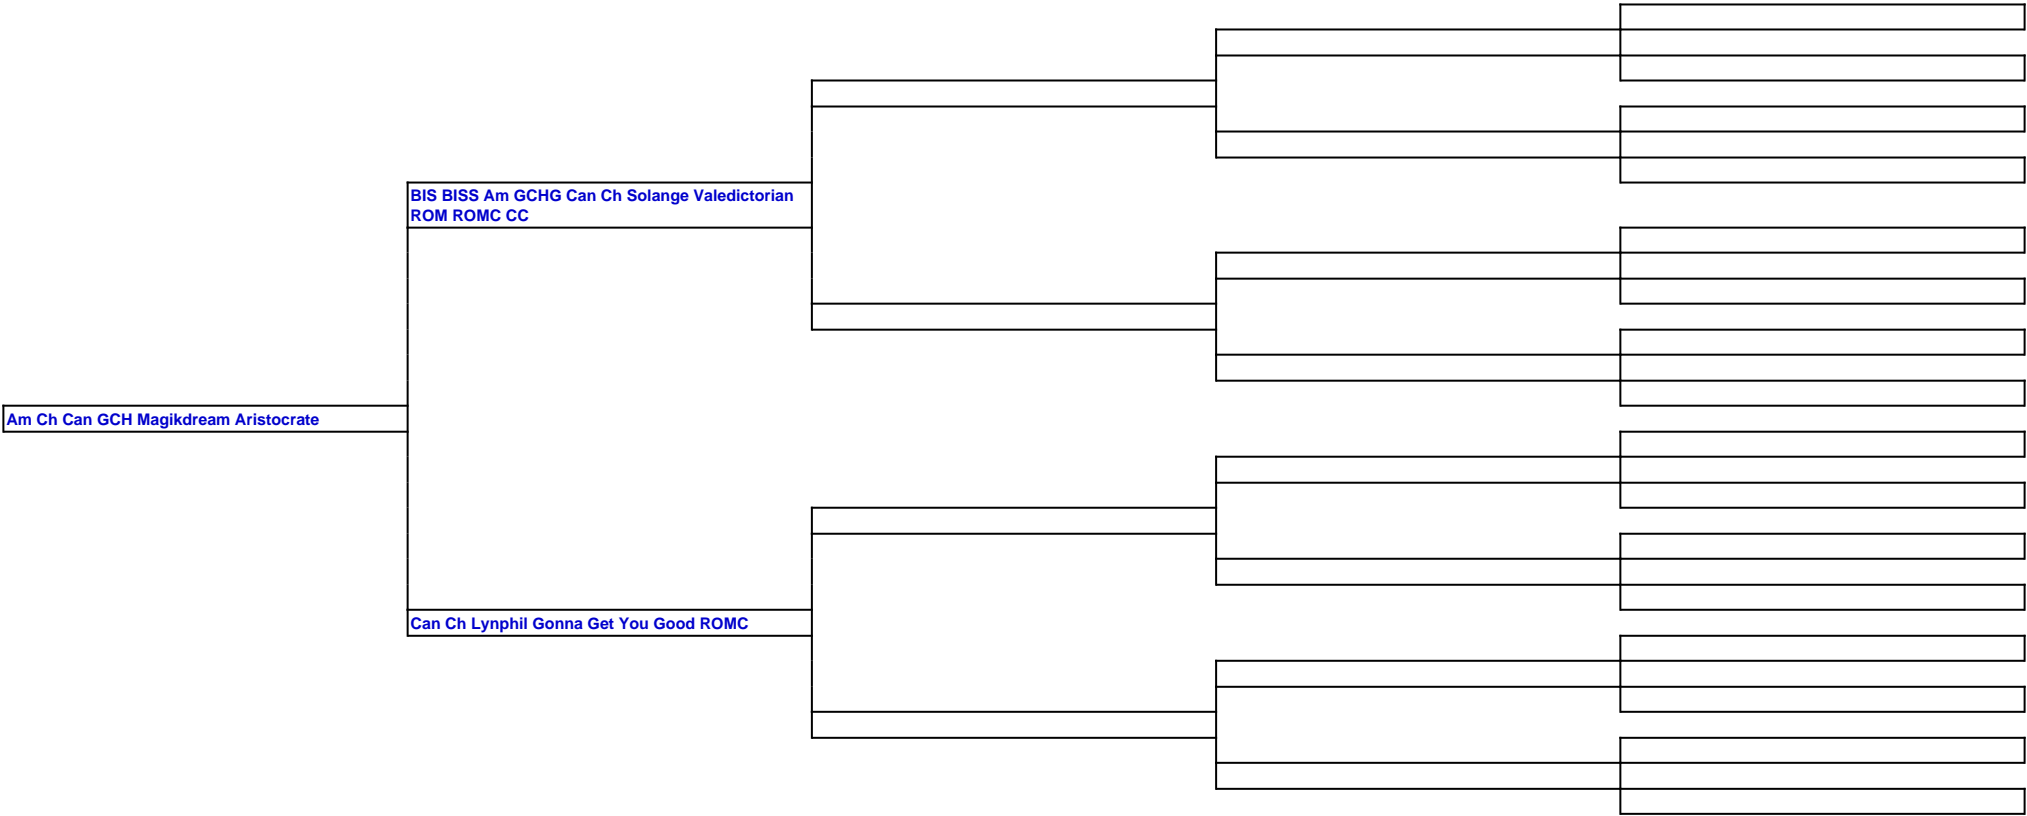 BIS BISS Am GCHG Can Ch Solange Valedictorian
ROM ROMC CC
Am Ch Can GCH Magikdream Aristocrate
Can Ch Lynphil Gonna Get You Good ROMC